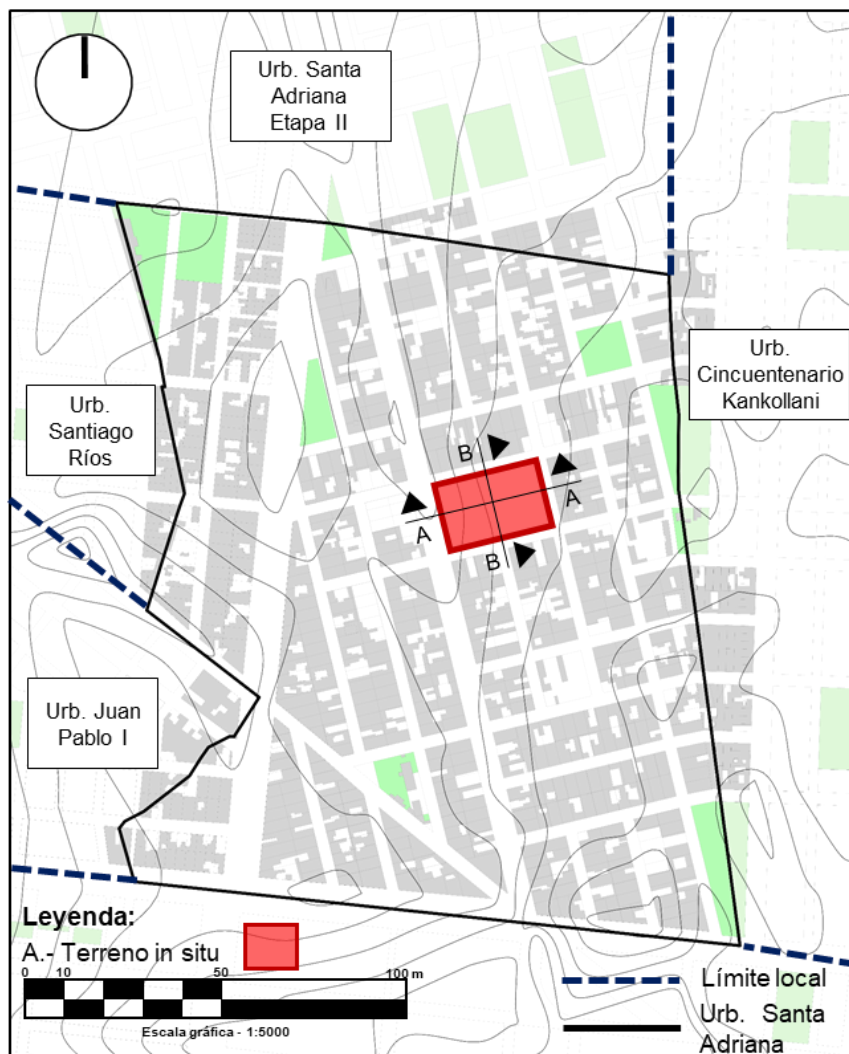 Urb. Santa
Adriana
Etapa II
Urb.
Cincuentenario
Kankollani
Urb.
Santiago
Ríos
B
A
A
B
Urb. Juan
Pablo I
Leyenda:
A.- Terreno in situ
0 10 50 100 m
Escala gráfica - 1:5000
Límite local
Urb. Santa
Adriana